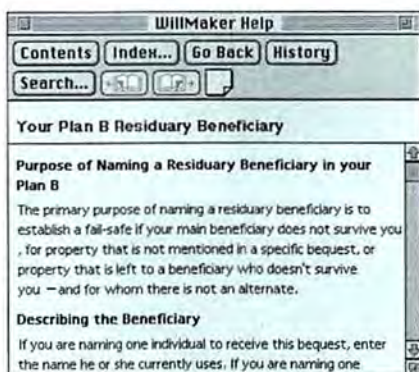 WillMaker Help
Contents Index... Go Back History
Search...
Your Plan B Residuary Beneficiary
Purpose of Naming a Residuary Beneficiary in your
Plan B
The primary purpose of naming a residuary beneficiary is to
establish a fail-safe if your main beneficiary does not survive you
, for property that is not mentioned in a specific bequest, or
property that is left to a beneficiary who doesn't survive
you —and for whom there is not an alternate.
Describing the Beneficiary
If you are naming one individual to receive this bequest, enter
the name he or she currently uses. If you are naming one